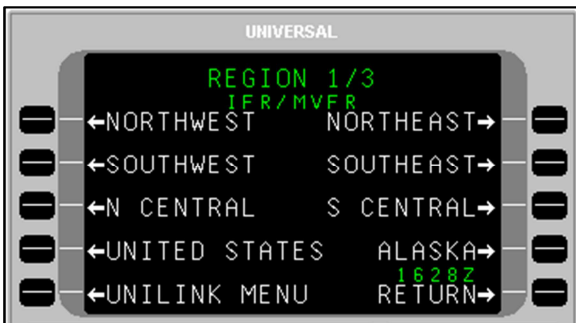 UNIVERSAL
REGION 1/3
IFR/MVFR
←NORTHWEST NORTHEAST→
←SOUTHWEST SOUTHEAST→
←N CENTRAL S CENTRAL→
←UNITED STATES ALASKA→
1628Z
←UNILINK MENU RETURN→